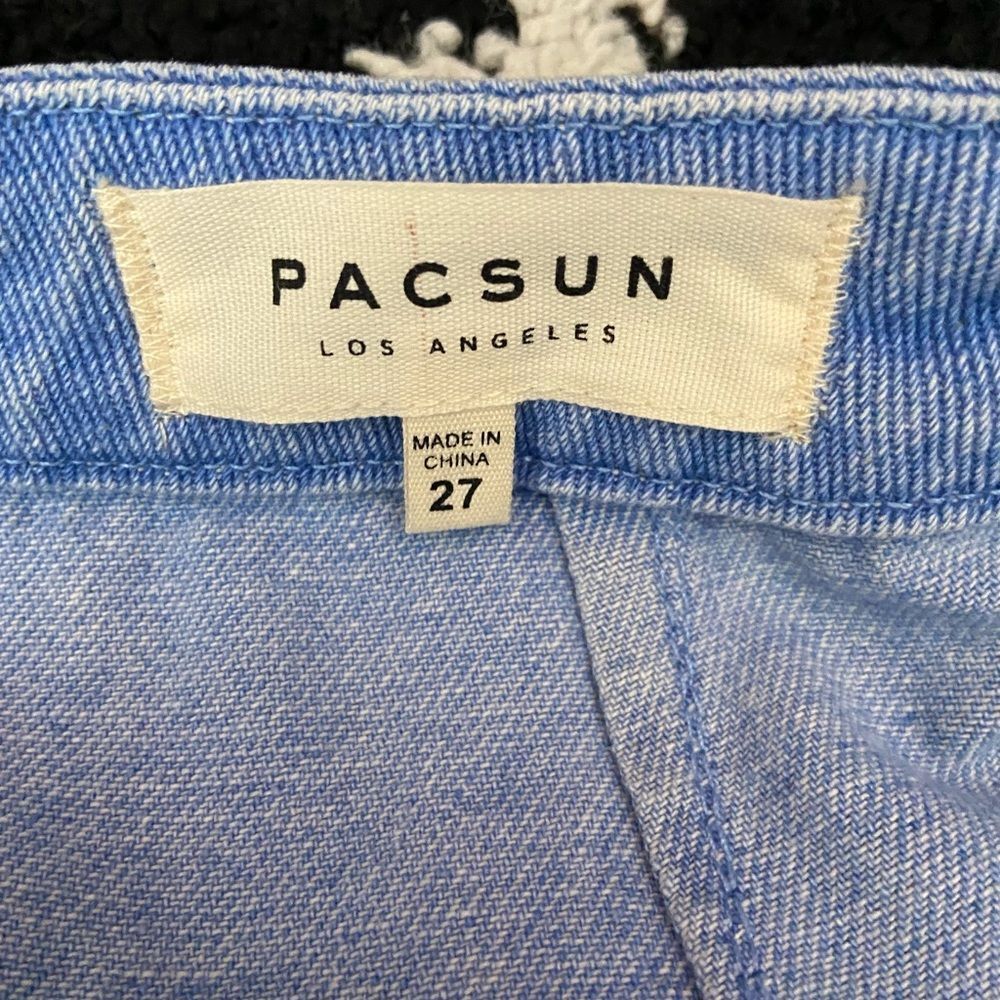 PACSUN
LOS ANGELES
MADE IN
CHINA
27